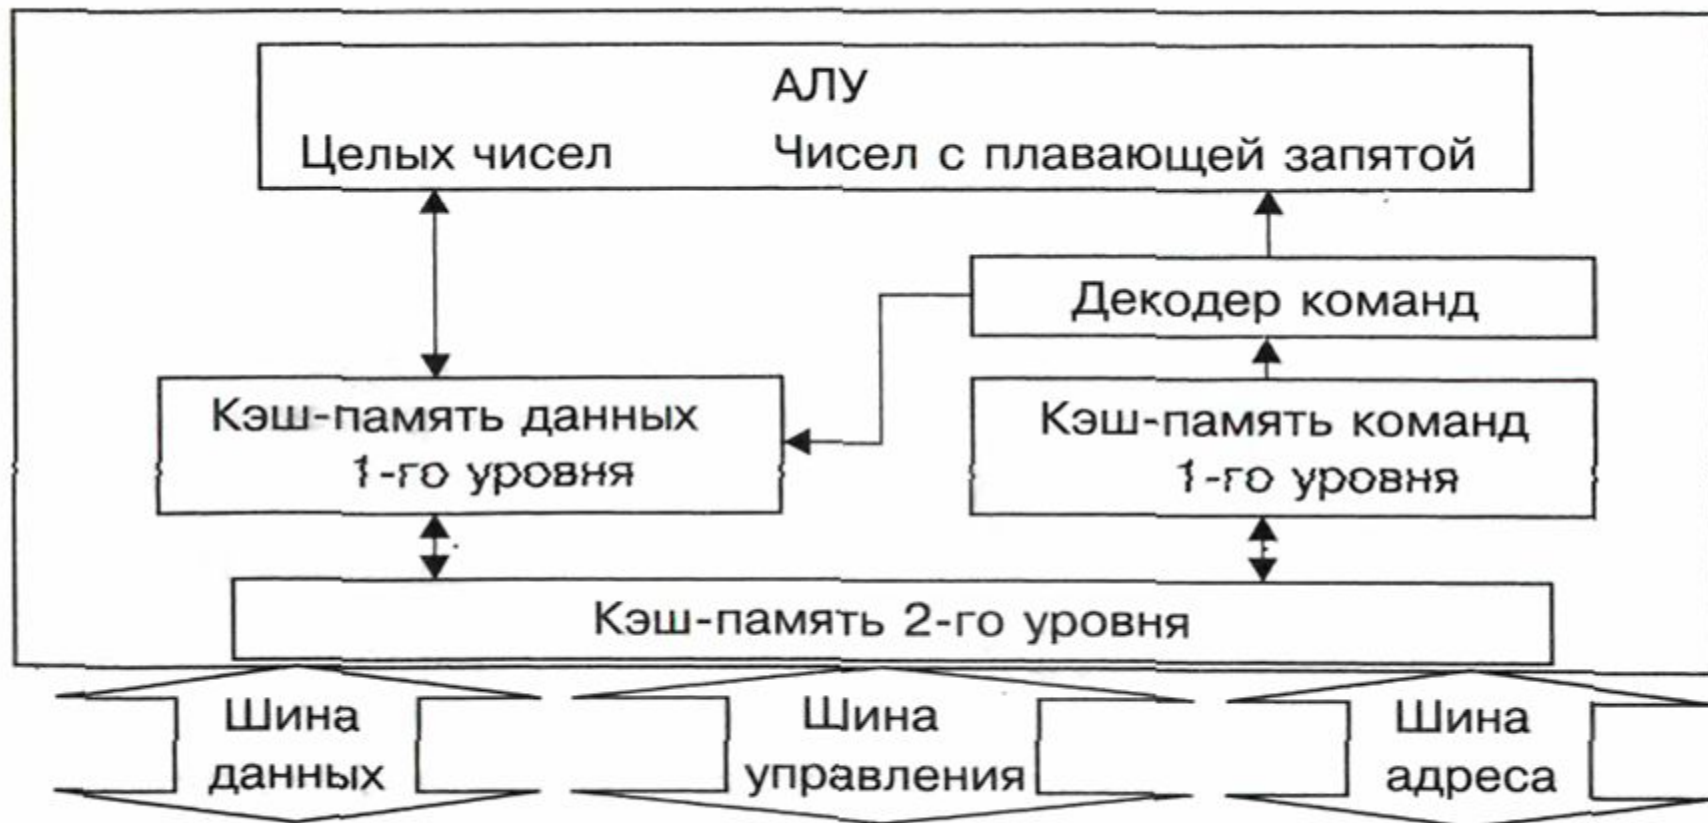 АЛУ
Целых чисел
Чисел с плавающей запятой
Декодер команд
Кэш-память данных
1-го уровня
Кэш-память команд
1-го уровня
Кэш-память 2-го уровня
Шина
данных
Шина
управления
Шина
адреса